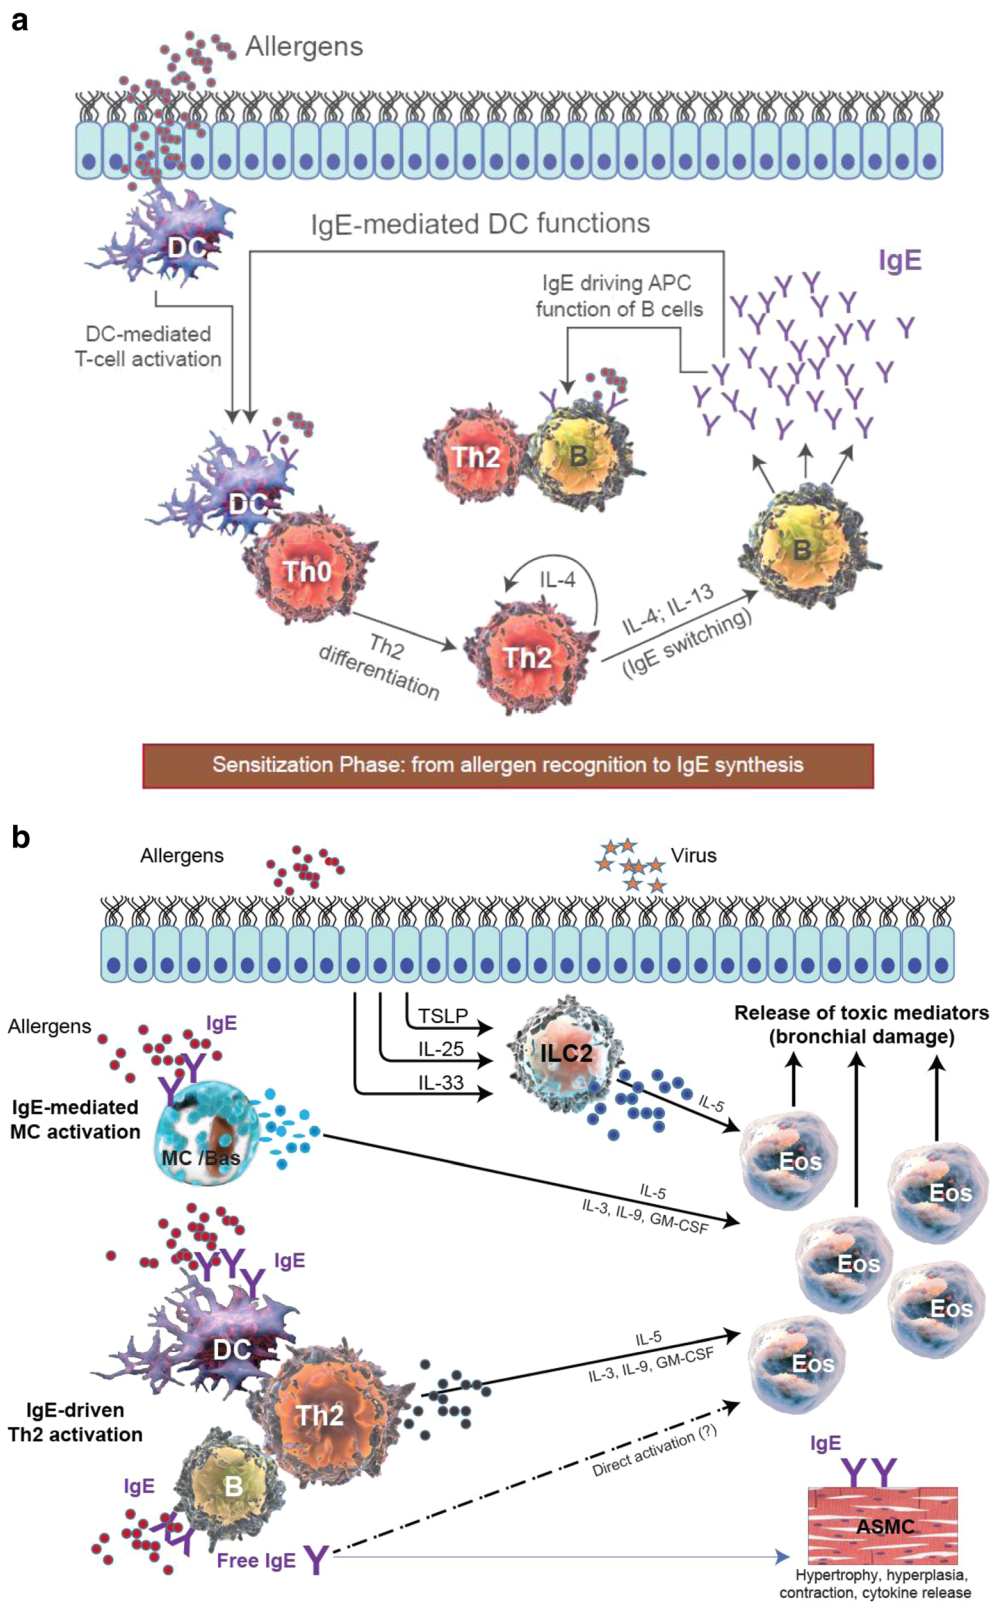 a
Allergens
DC
IgE-mediated DC functions
IgE
IgE driving APC
function of B cells
DC-mediated
T-cell activation
Th2
B
DC
Th0
B
IL-4
Th2
IL-4; IL-13
(IgE switching)
Th2
differentiation
Sensitization Phase: from allergen recognition to IgE synthesis
b
Allergens
Virus
Allergens
IgE
TSLP
IL-25
IL-33
ILC2
Release of toxic mediators
(bronchial damage)
IL-5
IgE-mediated
MC activation
MC /Bas
Eos
Eos
IL-5
IL-3, IL-9, GM-CSF
IgE
Eos
Eos
DC
IL-5
IL-3, IL-9, GM-CSF
Eos
IgE-driven
Th2 activation
Th2
Direct activation (?)
IgE
B
IgE
ASMC
Free IgE
Hypertrophy, hyperplasia,
contraction, cytokine release